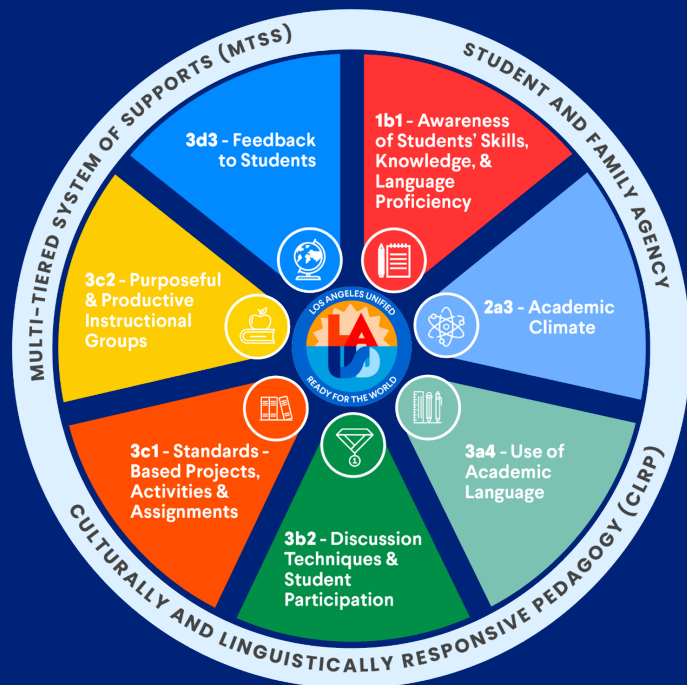 MULTI-TIERED SYSTEM OF SUPPORTS (MTSS)
STUDENT AND FAMILY AGENCY
CULTURALLY AND LINGUISTICALLY RESPONSIVE PEDAGOGY (CLRP)
1b1 - Awareness
of Students' Skills,
Knowledge, &
Language
Proficiency
2a3 - Academic
Climate
3a4 - Use of
Academic
Language
3b2 - Discussion
Techniques &
Student
Participation
3c1 - Standards -
Based Projects,
Activities &
Assignments
3c2 - Purposeful
& Productive
Instructional
Groups
3d3 - Feedback
to Students
LOS ANGELES UNIFIED
LA
USD
READY FOR THE WORLD
1